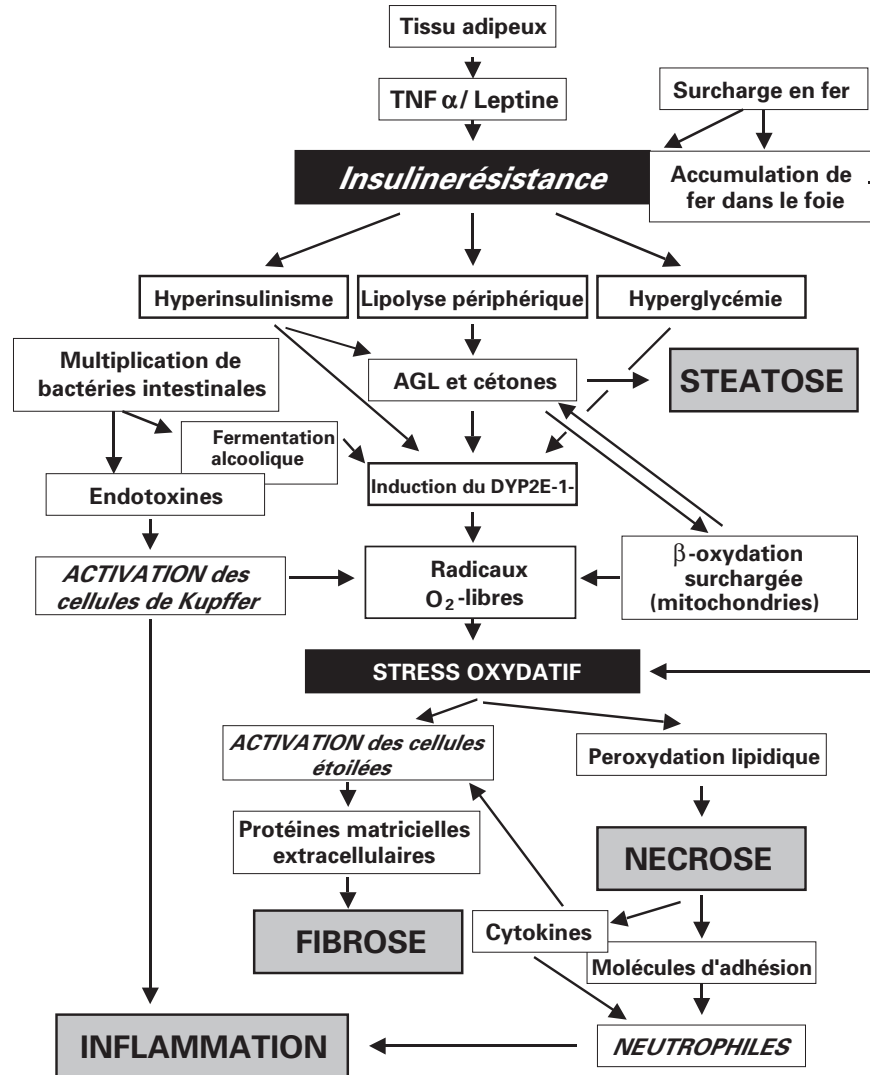 Tissu adipeux
TNF α/ Leptine
Surcharge en fer
Insulinerésistance
Accumulation de
fer dans le foie
Hyperinsulinisme
Lipolyse périphérique
Hyperglycémie
Multiplication de
bactéries intestinales
AGL et cétones
STEATOSE
Fermentation
alcoolique
Endotoxines
Induction du DYP2E-1-
ACTIVATION des
cellules de Kupffer
Radicaux
O2-libres
β-oxydation
surchargée
(mitochondries)
STRESS OXYDATIF
ACTIVATION des cellules
étoilées
Peroxydation lipidique
Protéines matricielles
extracellulaires
NECROSE
FIBROSE
Cytokines
Molécules d'adhésion
INFLAMMATION
NEUTROPHILES